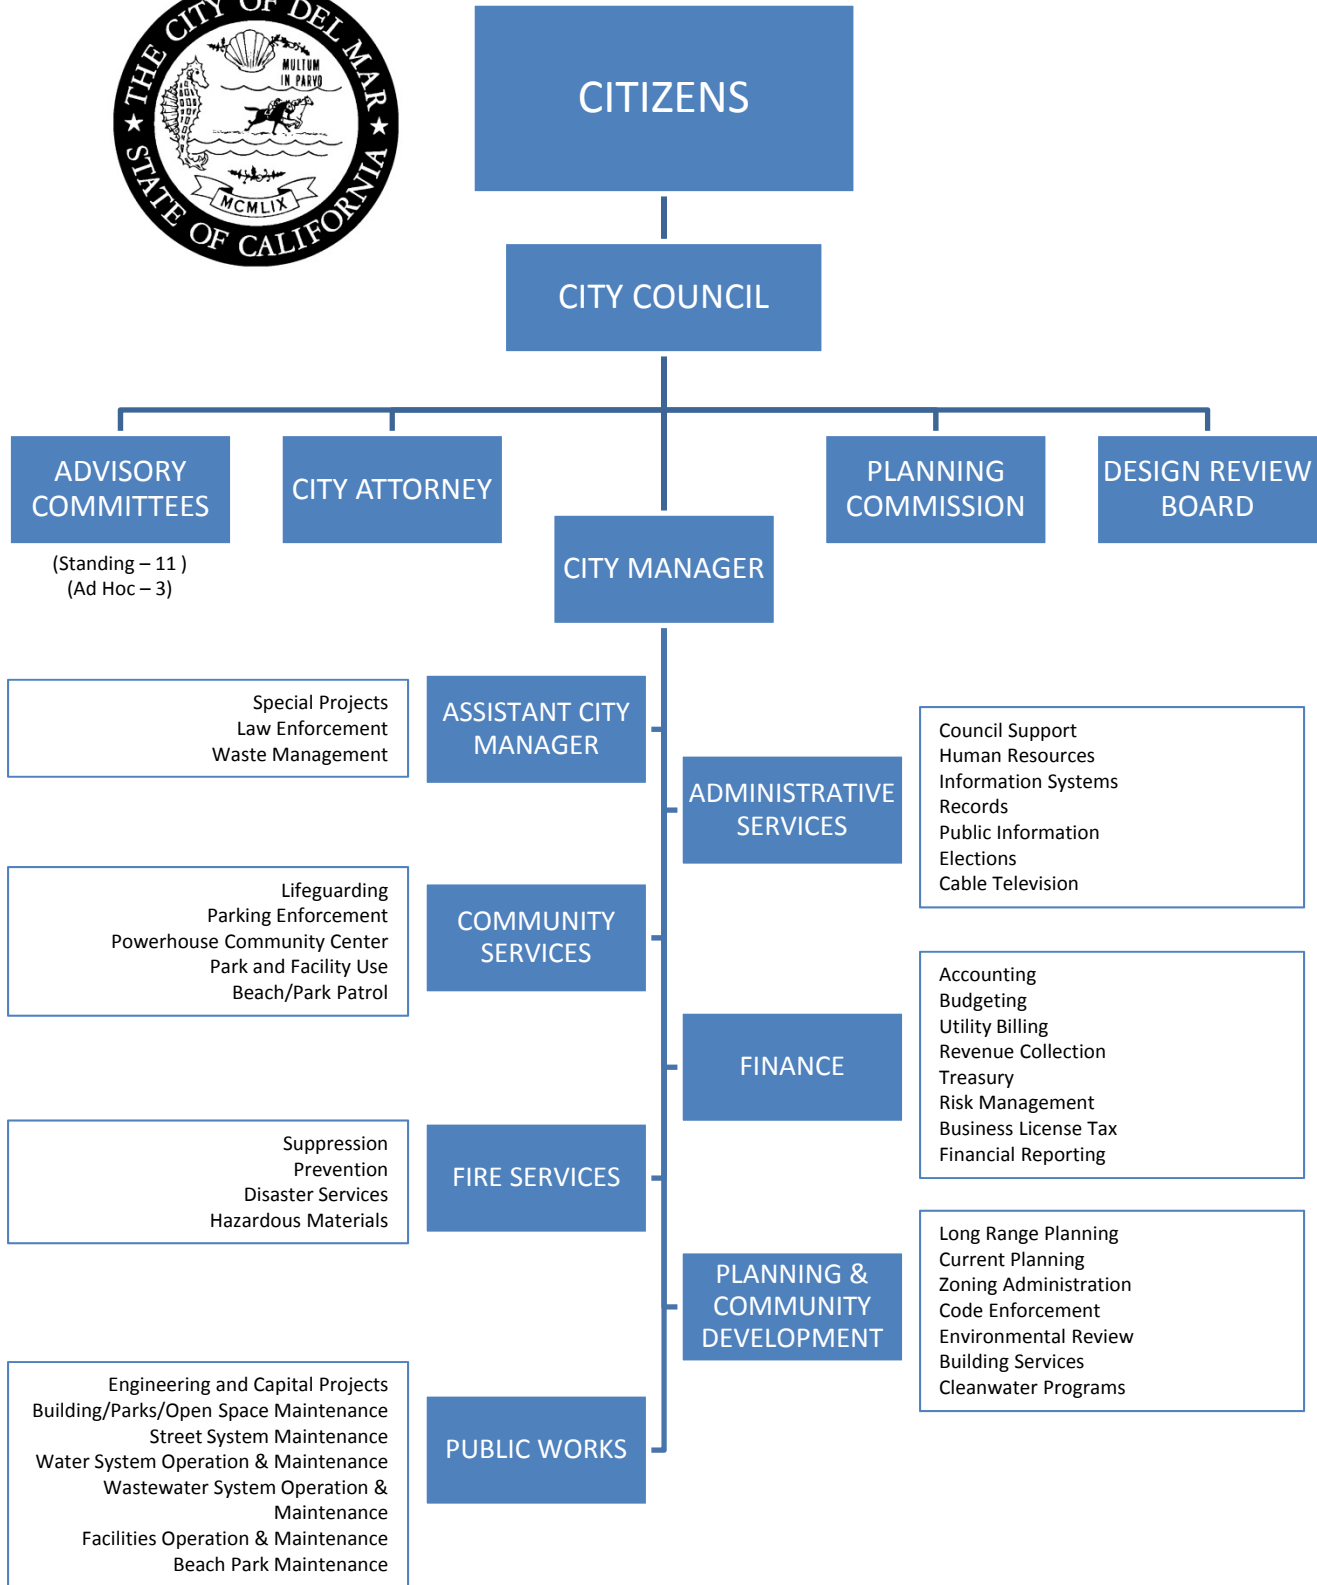 THE CITY OF DEL MAR
STATE OF CALIFORNIA
MULTUM
IN PARVO
MCMLIX
CITIZENS
CITY COUNCIL
ADVISORY
COMMITTEES
(Standing – 11 )
(Ad Hoc – 3)
CITY ATTORNEY
CITY MANAGER
PLANNING
COMMISSION
DESIGN REVIEW
BOARD
Special Projects
Law Enforcement
Waste Management
ASSISTANT CITY
MANAGER
ADMINISTRATIVE
SERVICES
Council Support
Human Resources
Information Systems
Records
Public Information
Elections
Cable Television
Lifeguarding
Parking Enforcement
Powerhouse Community Center
Park and Facility Use
Beach/Park Patrol
COMMUNITY
SERVICES
FINANCE
Accounting
Budgeting
Utility Billing
Revenue Collection
Treasury
Risk Management
Business License Tax
Financial Reporting
Suppression
Prevention
Disaster Services
Hazardous Materials
FIRE SERVICES
PLANNING &
COMMUNITY
DEVELOPMENT
Long Range Planning
Current Planning
Zoning Administration
Code Enforcement
Environmental Review
Building Services
Cleanwater Programs
Engineering and Capital Projects
Building/Parks/Open Space Maintenance
Street System Maintenance
Water System Operation & Maintenance
Wastewater System Operation &
Maintenance
Facilities Operation & Maintenance
Beach Park Maintenance
PUBLIC WORKS